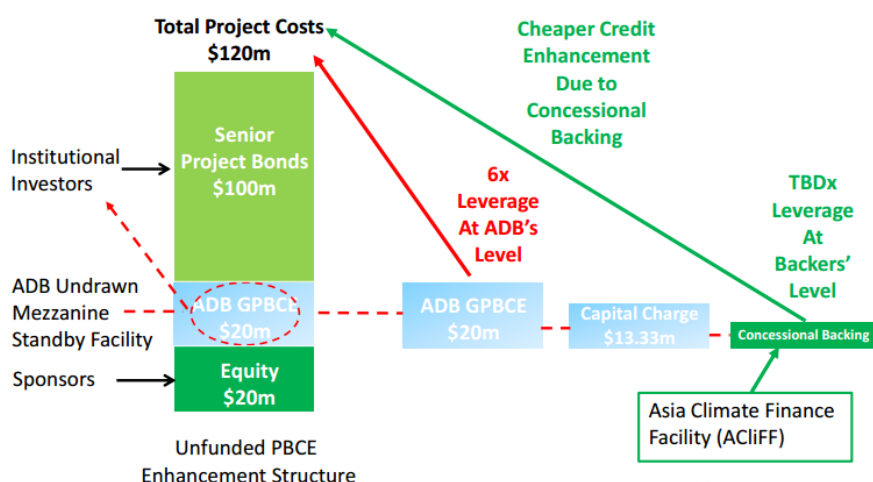 Total Project Costs
$120m
Cheaper Credit
Enhancement
Due to
Concessional
Backing
Institutional
Investors
Senior
Project Bonds
$100m
6x
Leverage
At ADB's
Level
TBDx
Leverage
At
Backers'
Level
ADB Undrawn
Mezzanine
Standby Facility
ADB GPBCE
$20m
ADB GPBCE
$20m
Capital Charge
$13.33m
Concessional Backing
Sponsors
Equity
$20m
Asia Climate Finance
Facility (ACliFF)
Unfunded PBCE
Enhancement Structure